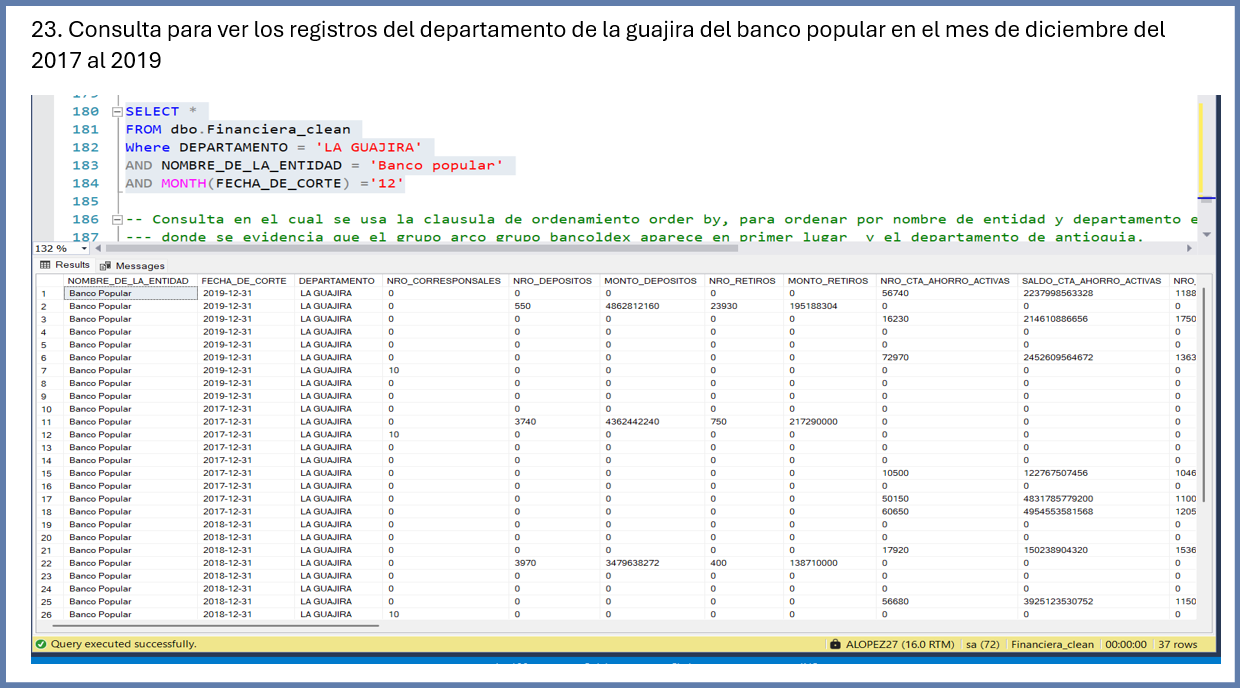 23. Consulta para ver los registros del departamento de la guajira del banco popular en el mes de diciembre del
2017 al 2019
180 SELECT *
181 FROM dbo.Financiera_clean
182 Where DEPARTAMENTO = 'LA GUAJIRA'
183 AND NOMBRE_DE_LA_ENTIDAD = 'Banco popular'
184 AND MONTH(FECHA_DE_CORTE) ='12'
185
186 -- Consulta en el cual se usa la clausula de ordenamiento order by, para ordenar por nombre de entidad y departamento e
187 --- donde se evidencia que el grupo arco grupo bancoldex aparece en primer lugar y el departamento de antioquia.
132 %
Results Messages
NOMBRE_DE_LA_ENTIDAD FECHA_DE_CORTE DEPARTAMENTO NRO_CORRESPONSALES NRO_DEPOSITOS MONTO_DEPOSITOS NRO_RETIROS MONTO_RETIROS NRO_CTA_AHORRO_ACTIVAS SALDO_CTA_AHORRO_ACTIVAS NRO_
1 Banco Popular 2019-12-31 LA GUAJIRA 0 0 0 0 0 56740 2237998563328 1188
2 Banco Popular 2019-12-31 LA GUAJIRA 0 550 4862812160 23930 195188304 0 0 0
3 Banco Popular 2019-12-31 LA GUAJIRA 0 0 0 0 0 16230 214610886656 1750
4 Banco Popular 2019-12-31 LA GUAJIRA 0 0 0 0 0 0 0 0
5 Banco Popular 2019-12-31 LA GUAJIRA 0 0 0 0 0 0 0 0
6 Banco Popular 2019-12-31 LA GUAJIRA 0 0 0 0 0 72970 2452609564672 1363
7 Banco Popular 2019-12-31 LA GUAJIRA 10 0 0 0 0 0 0 0
8 Banco Popular 2019-12-31 LA GUAJIRA 0 0 0 0 0 0 0 0
9 Banco Popular 2019-12-31 LA GUAJIRA 0 0 0 0 0 0 0 0
10 Banco Popular 2017-12-31 LA GUAJIRA 0 0 0 0 0 0 0 0
11 Banco Popular 2017-12-31 LA GUAJIRA 0 3740 4362442240 750 217290000 0 0 0
12 Banco Popular 2017-12-31 LA GUAJIRA 10 0 0 0 0 0 0 0
13 Banco Popular 2017-12-31 LA GUAJIRA 0 0 0 0 0 0 0 0
14 Banco Popular 2017-12-31 LA GUAJIRA 0 0 0 0 0 0 0 0
15 Banco Popular 2017-12-31 LA GUAJIRA 0 0 0 0 0 10500 122767507456 1046
16 Banco Popular 2017-12-31 LA GUAJIRA 0 0 0 0 0 0 0 0
17 Banco Popular 2017-12-31 LA GUAJIRA 0 0 0 0 0 50150 4831785779200 1100
18 Banco Popular 2017-12-31 LA GUAJIRA 0 0 0 0 0 60650 4954553581568 1205
19 Banco Popular 2018-12-31 LA GUAJIRA 0 0 0 0 0 0 0 0
20 Banco Popular 2018-12-31 LA GUAJIRA 0 0 0 0 0 0 0 0
21 Banco Popular 2018-12-31 LA GUAJIRA 0 0 0 0 0 17920 150238904320 1536
22 Banco Popular 2018-12-31 LA GUAJIRA 0 3970 3479638272 400 138710000 0 0 0
23 Banco Popular 2018-12-31 LA GUAJIRA 0 0 0 0 0 0 0 0
24 Banco Popular 2018-12-31 LA GUAJIRA 0 0 0 0 0 0 0 0
25 Banco Popular 2018-12-31 LA GUAJIRA 0 0 0 0 0 56680 3925123530752 1150
26 Banco Popular 2018-12-31 LA GUAJIRA 10 0 0 0 0 0 0 0
Query executed successfully. ALOPEZ27 (16.0 RTM) sa (72) Financiera_clean 00:00:00 37 rows